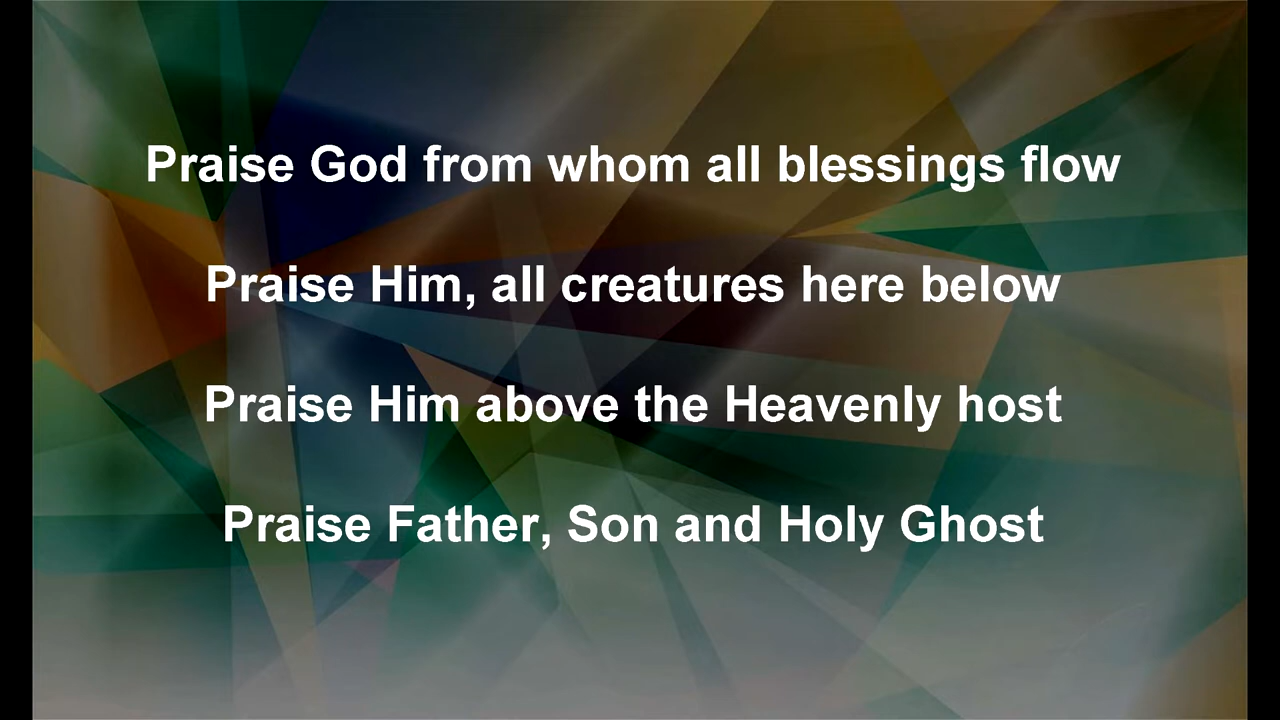 Praise God from whom all blessings flow
Praise Him, all creatures here below
Praise Him above the Heavenly host
Praise Father, Son and Holy Ghost